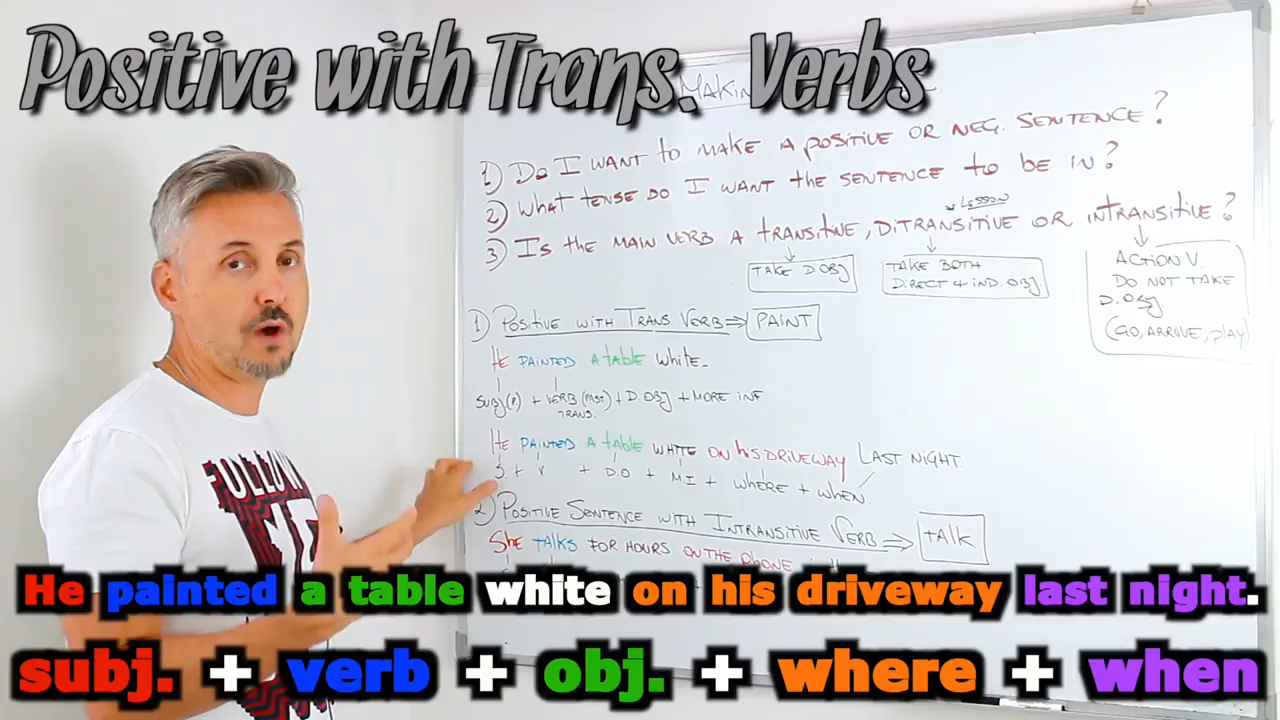 Positive with Trans. Verbs
MAKIN
1) Do I WANT to MAKE A POSITIVE OR NEG. SENTENCE?
2) WHAT TENSE DO I WANT the SENTENCE to be IN?
LESSON
3) IS the MAIN VERB A TRANSITIVE, DITRANSITIVE OR INTRANSITIVE?
TAKE D.OBJ
TAKE BOTH
DIRECT & IND. OBJ
ACTION V.
DO NOT TAKE
D.OBJ.
(GO, ARRIVE, play)
1) POSITIVE WITH TRANS. VERB ⇒ PAINT
HE PAINTED A table white.
SUBJ(P) + VERB (PAST) + D.OBJ + MORE INF.
TRANS.
HE PAINTED A table WHITE ON his DRIVEWAY LAST NIGHT.
S. + V + D.O + M.I + WHERE + WHEN
2) POSITIVE SENTENCE WITH INTRANSITIVE VERB ⇒ TALK
SHE TALKS FOR HOURS ON THE PHONE
FOLLOW
ME
He painted a table white on his driveway last night.
subj. + verb + obj. + where + when